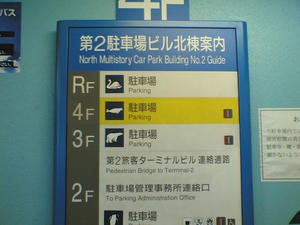 4F
バス
第2駐車場ビル北棟案内
North Multistory Car Park Building No.2 Guide
RF 駐車場
Parking
4F 駐車場
Parking
3F 駐車場
Parking
第2旅客ターミナルビル 連絡通路
Pedestrian Bridge to Terminal-2
2F 駐車場管理事務所連絡口
To Parking Administration Office
駐車場
Parking